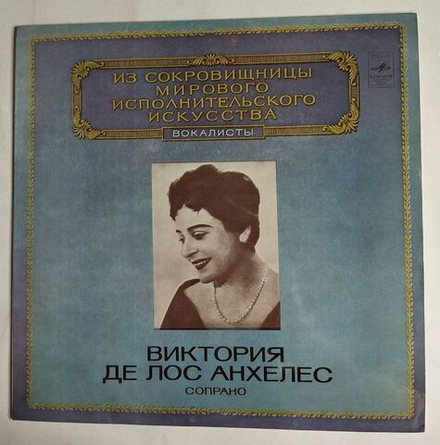 ИЗ СОКРОВИЩНИЦЫ
МИРОВОГО
ИСПОЛНИТЕЛЬСКОГО
ИСКУССТВА
ВОКАЛИСТЫ
ВИКТОРИЯ
ДЕ ЛОС АНХЕЛЕС
СОПРАНО